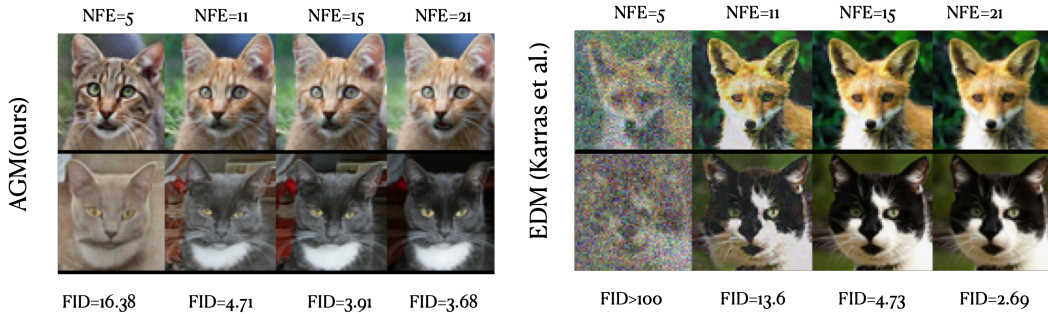 NFE=5 NFE=11 NFE=15 NFE=21
AGM(ours)
FID=16.38 FID=4.71 FID=3.91 FID=3.68
NFE=5 NFE=11 NFE=15 NFE=21
EDM (Karras et al.)
FID>100 FID=13.6 FID=4.73 FID=2.69